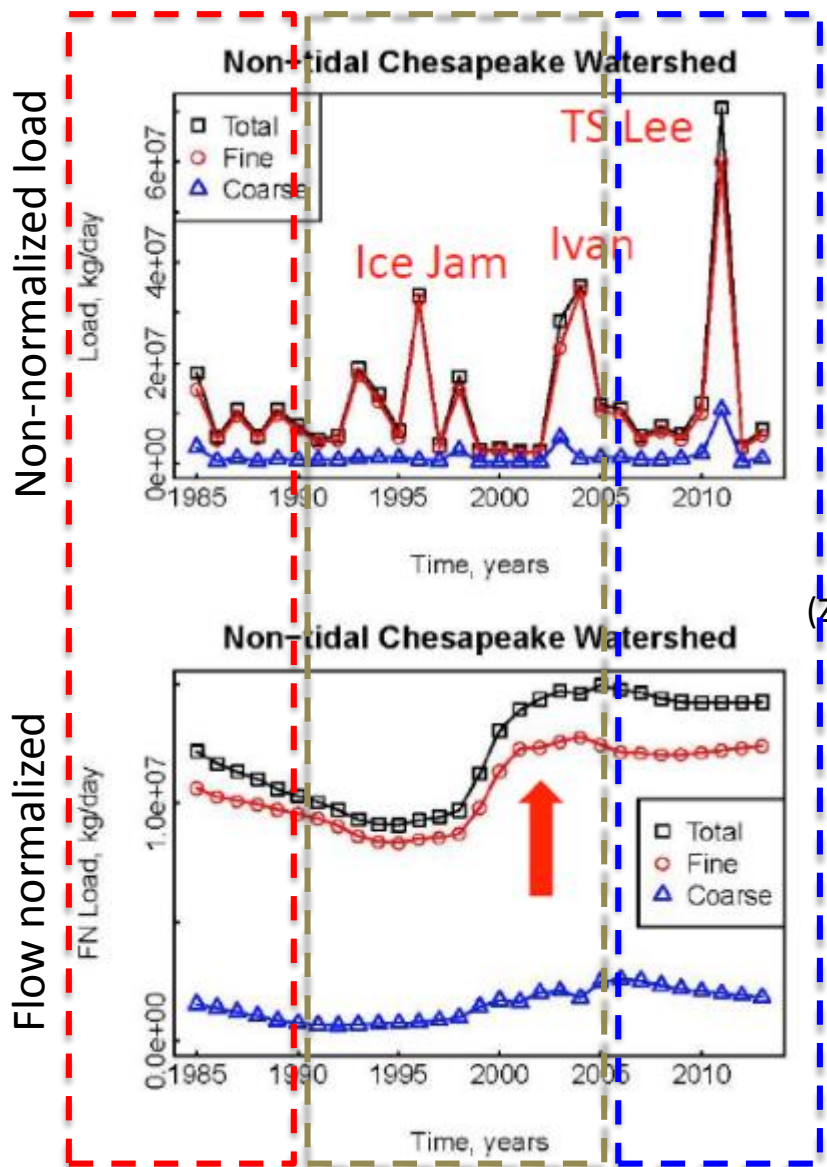 Non-normalized load
Non-tidal Chesapeake Watershed
Load, kg/day
0e+00 2e+07 4e+07 6e+07
Total
Fine
Coarse
TS Lee
Ice Jam
Ivan
1985 1990 1995 2000 2005 2010
Time, years
(2
Flow normalized
Non-tidal Chesapeake Watershed
FN Load, kg/day
0.0e+00 1.0e+07
Total
Fine
Coarse
1985 1990 1995 2000 2005 2010
Time, years